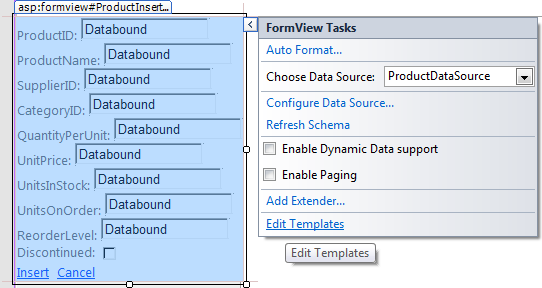 asp:formview#ProductInsert...
ProductID: Databound
ProductName: Databound
SupplierID: Databound
CategoryID: Databound
QuantityPerUnit: Databound
UnitPrice: Databound
UnitsInStock: Databound
UnitsOnOrder: Databound
ReorderLevel: Databound
Discontinued:
Insert Cancel
FormView Tasks
Auto Format...
Choose Data Source: ProductDataSource
Configure Data Source...
Refresh Schema
Enable Dynamic Data support
Enable Paging
Add Extender...
Edit Templates
Edit Templates